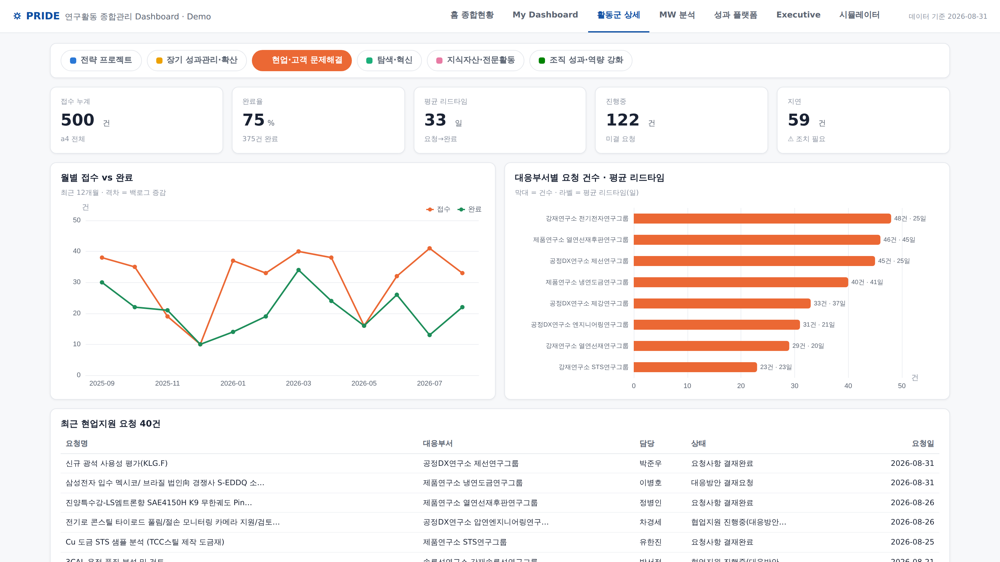 PRIDE 연구활동 종합관리 Dashboard · Demo
홈 종합현황 My Dashboard 활동군 상세 MW 분석 성과 플랫폼 Executive 시뮬레이터 데이터 기준 2026-08-31
전략 프로젝트 장기 성과관리·확산 현업·고객 문제해결 탐색·혁신 지식자산·전문활동 조직 성과·역량 강화
접수 누계
500 건
a4 전체
완료율
75 %
375건 완료
평균 리드타임
33 일
요청→완료
진행중
122 건
미결 요청
지연
59 건
⚠ 조치 필요
월별 접수 vs 완료
최근 12개월 · 격차 = 백로그 증감
건
접수 완료
50
40
30
20
10
0
2025-09 2025-11 2026-01 2026-03 2026-05 2026-07
대응부서별 요청 건수 · 평균 리드타임
막대 = 건수 · 라벨 = 평균 리드타임(일)
강재연구소 전기전자연구그룹 48건 · 25일
제품연구소 열연선재후판연구그룹 46건 · 45일
공정DX연구소 제선연구그룹 45건 · 25일
제품연구소 냉연도금연구그룹 40건 · 41일
공정DX연구소 제강연구그룹 33건 · 37일
공정DX연구소 엔지니어링연구그룹 31건 · 21일
강재연구소 열연선재연구그룹 29건 · 20일
강재연구소 STS연구그룹 23건 · 23일
건
0 10 20 30 40 50
최근 현업지원 요청 40건
요청명 대응부서 담당 상태 요청일
신규 광석 사용성 평가(KLG.F) 공정DX연구소 제선연구그룹 박준우 요청사항 결재완료 2026-08-31
삼성전자 입수 멕시코/ 브라질 법인向 경쟁사 S-EDDQ 소… 제품연구소 냉연도금연구그룹 이병호 대응방안 결재요청 2026-08-31
진양특수강-LS엠트론향 SAE4150H K9 무한궤도 Pin… 제품연구소 열연선재후판연구그룹 정병인 요청사항 결재완료 2026-08-26
전기로 콘스틸 타이로드 풀림/절손 모니터링 카메라 지원/검토… 공정DX연구소 압연엔지니어링연구… 차경세 협업지원 진행중(대응방안… 2026-08-26
Cu 도금 STS 샘플 분석 (TCC스틸 제작 도금재) 제품연구소 STS연구그룹 유한진 요청사항 결재완료 2026-08-25